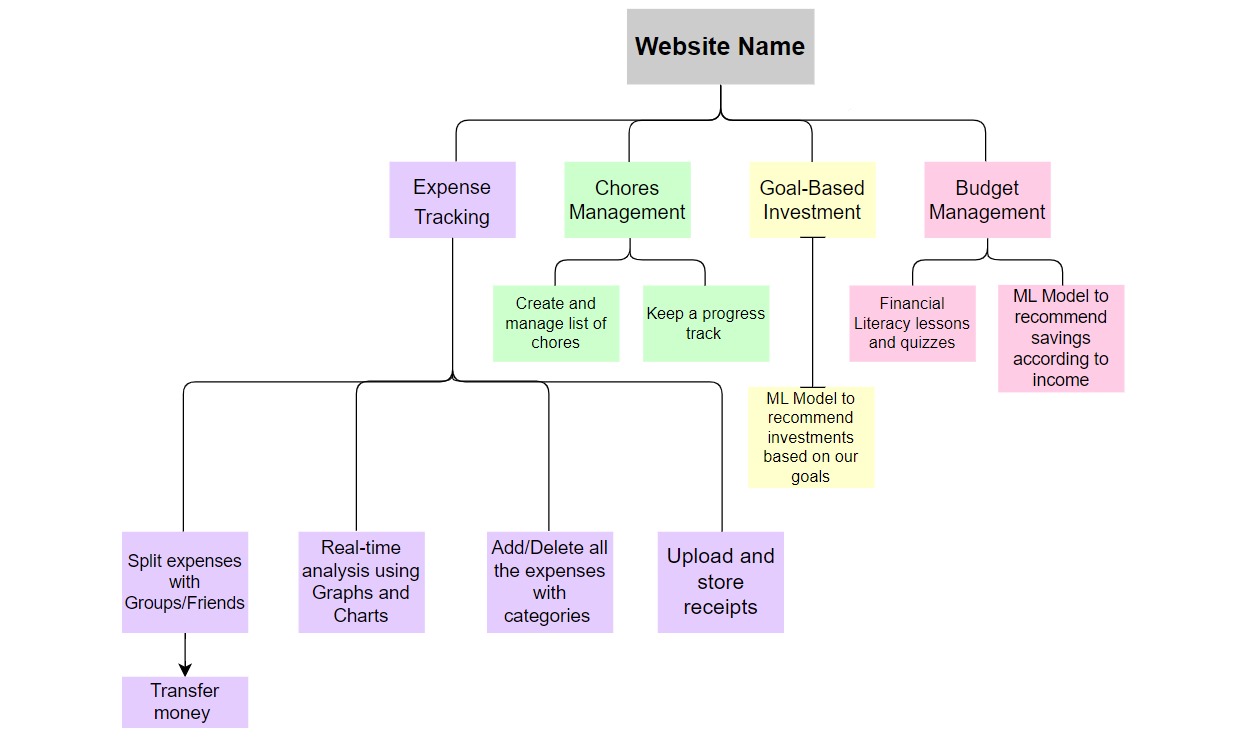 Website Name
Expense
Tracking
Chores
Management
Goal-Based
Investment
Budget
Management
Create and
manage list of
chores
Keep a progress
track
Financial
Literacy lessons
and quizzes
ML Model to
recommend
savings
according to
income
ML Model to
recommend
investments
based on our
goals
Split expenses
with
Groups/Friends
Real-time
analysis using
Graphs and
Charts
Add/Delete all
the expenses
with
categories
Upload and
store
receipts
Transfer
money